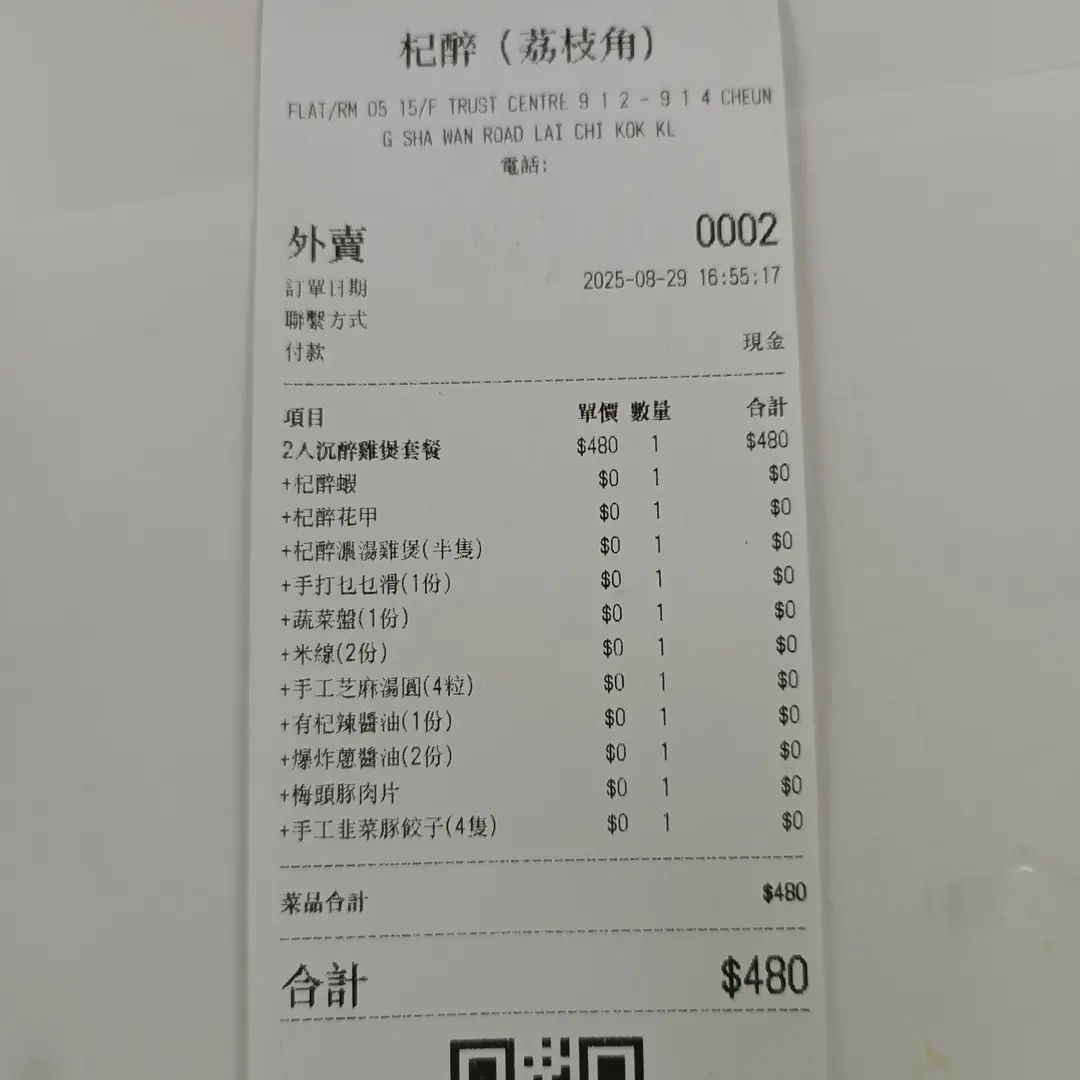 杞醉（荔枝角）
FLAT/RM 05 15/F TRUST CENTRE 9 1 2 - 9 1 4 CHEUN
G SHA WAN ROAD LAI CHI KOK KL
電話:
外賣 0002
訂單日期 2025-08-29 16:55:17
聯繫方式
付款 現金
項目 單價 數量 合計
2人沉醉雞煲套餐 $480 1 $480
+杞醉蝦 $0 1 $0
+杞醉花甲 $0 1 $0
+杞醉濃湯雞煲(半隻) $0 1 $0
+手打乜乜滑(1份) $0 1 $0
+蔬菜盤(1份) $0 1 $0
+米線(2份) $0 1 $0
+手工芝麻湯圓(4粒) $0 1 $0
+有杞辣醬油(1份) $0 1 $0
+爆炸蔥醬油(2份) $0 1 $0
+梅頭豚肉片 $0 1 $0
+手工韭菜豚餃子(4隻) $0 1 $0
菜品合計 $480
合計 $480